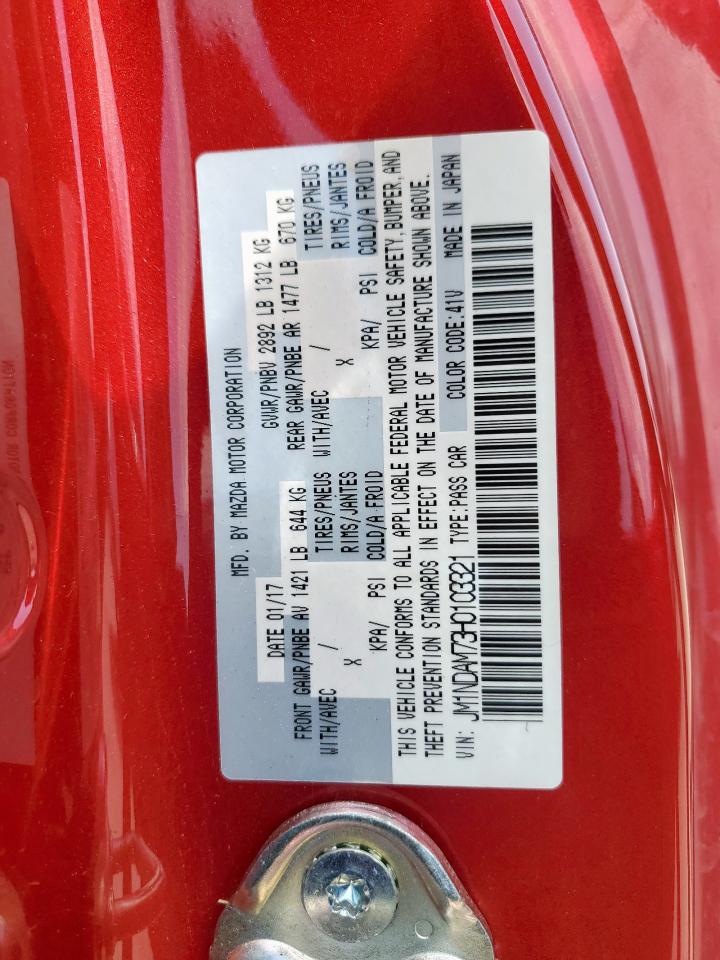 MFD. BY MAZDA MOTOR CORPORATION
DATE 01/17 GVWR/PNBV 2892 LB 1312 KG
FRONT GAWR/PNBE AV 1421 LB 644 KG REAR GAWR/PNBE AR 1477 LB 670 KG
WITH/AVEC / TIRES/PNEUS WITH/AVEC / TIRES/PNEUS
X RIMS/JANTES X RIMS/JANTES
KPA/ PSI COLD/A FROID KPA/ PSI COLD/A FROID
THIS VEHICLE CONFORMS TO ALL APPLICABLE FEDERAL MOTOR VEHICLE SAFETY, BUMPER, AND
THEFT PREVENTION STANDARDS IN EFFECT ON THE DATE OF MANUFACTURE SHOWN ABOVE.
VIN: JM1NDAM73H0103321 TYPE:PASS CAR COLOR CODE:41V MADE IN JAPAN